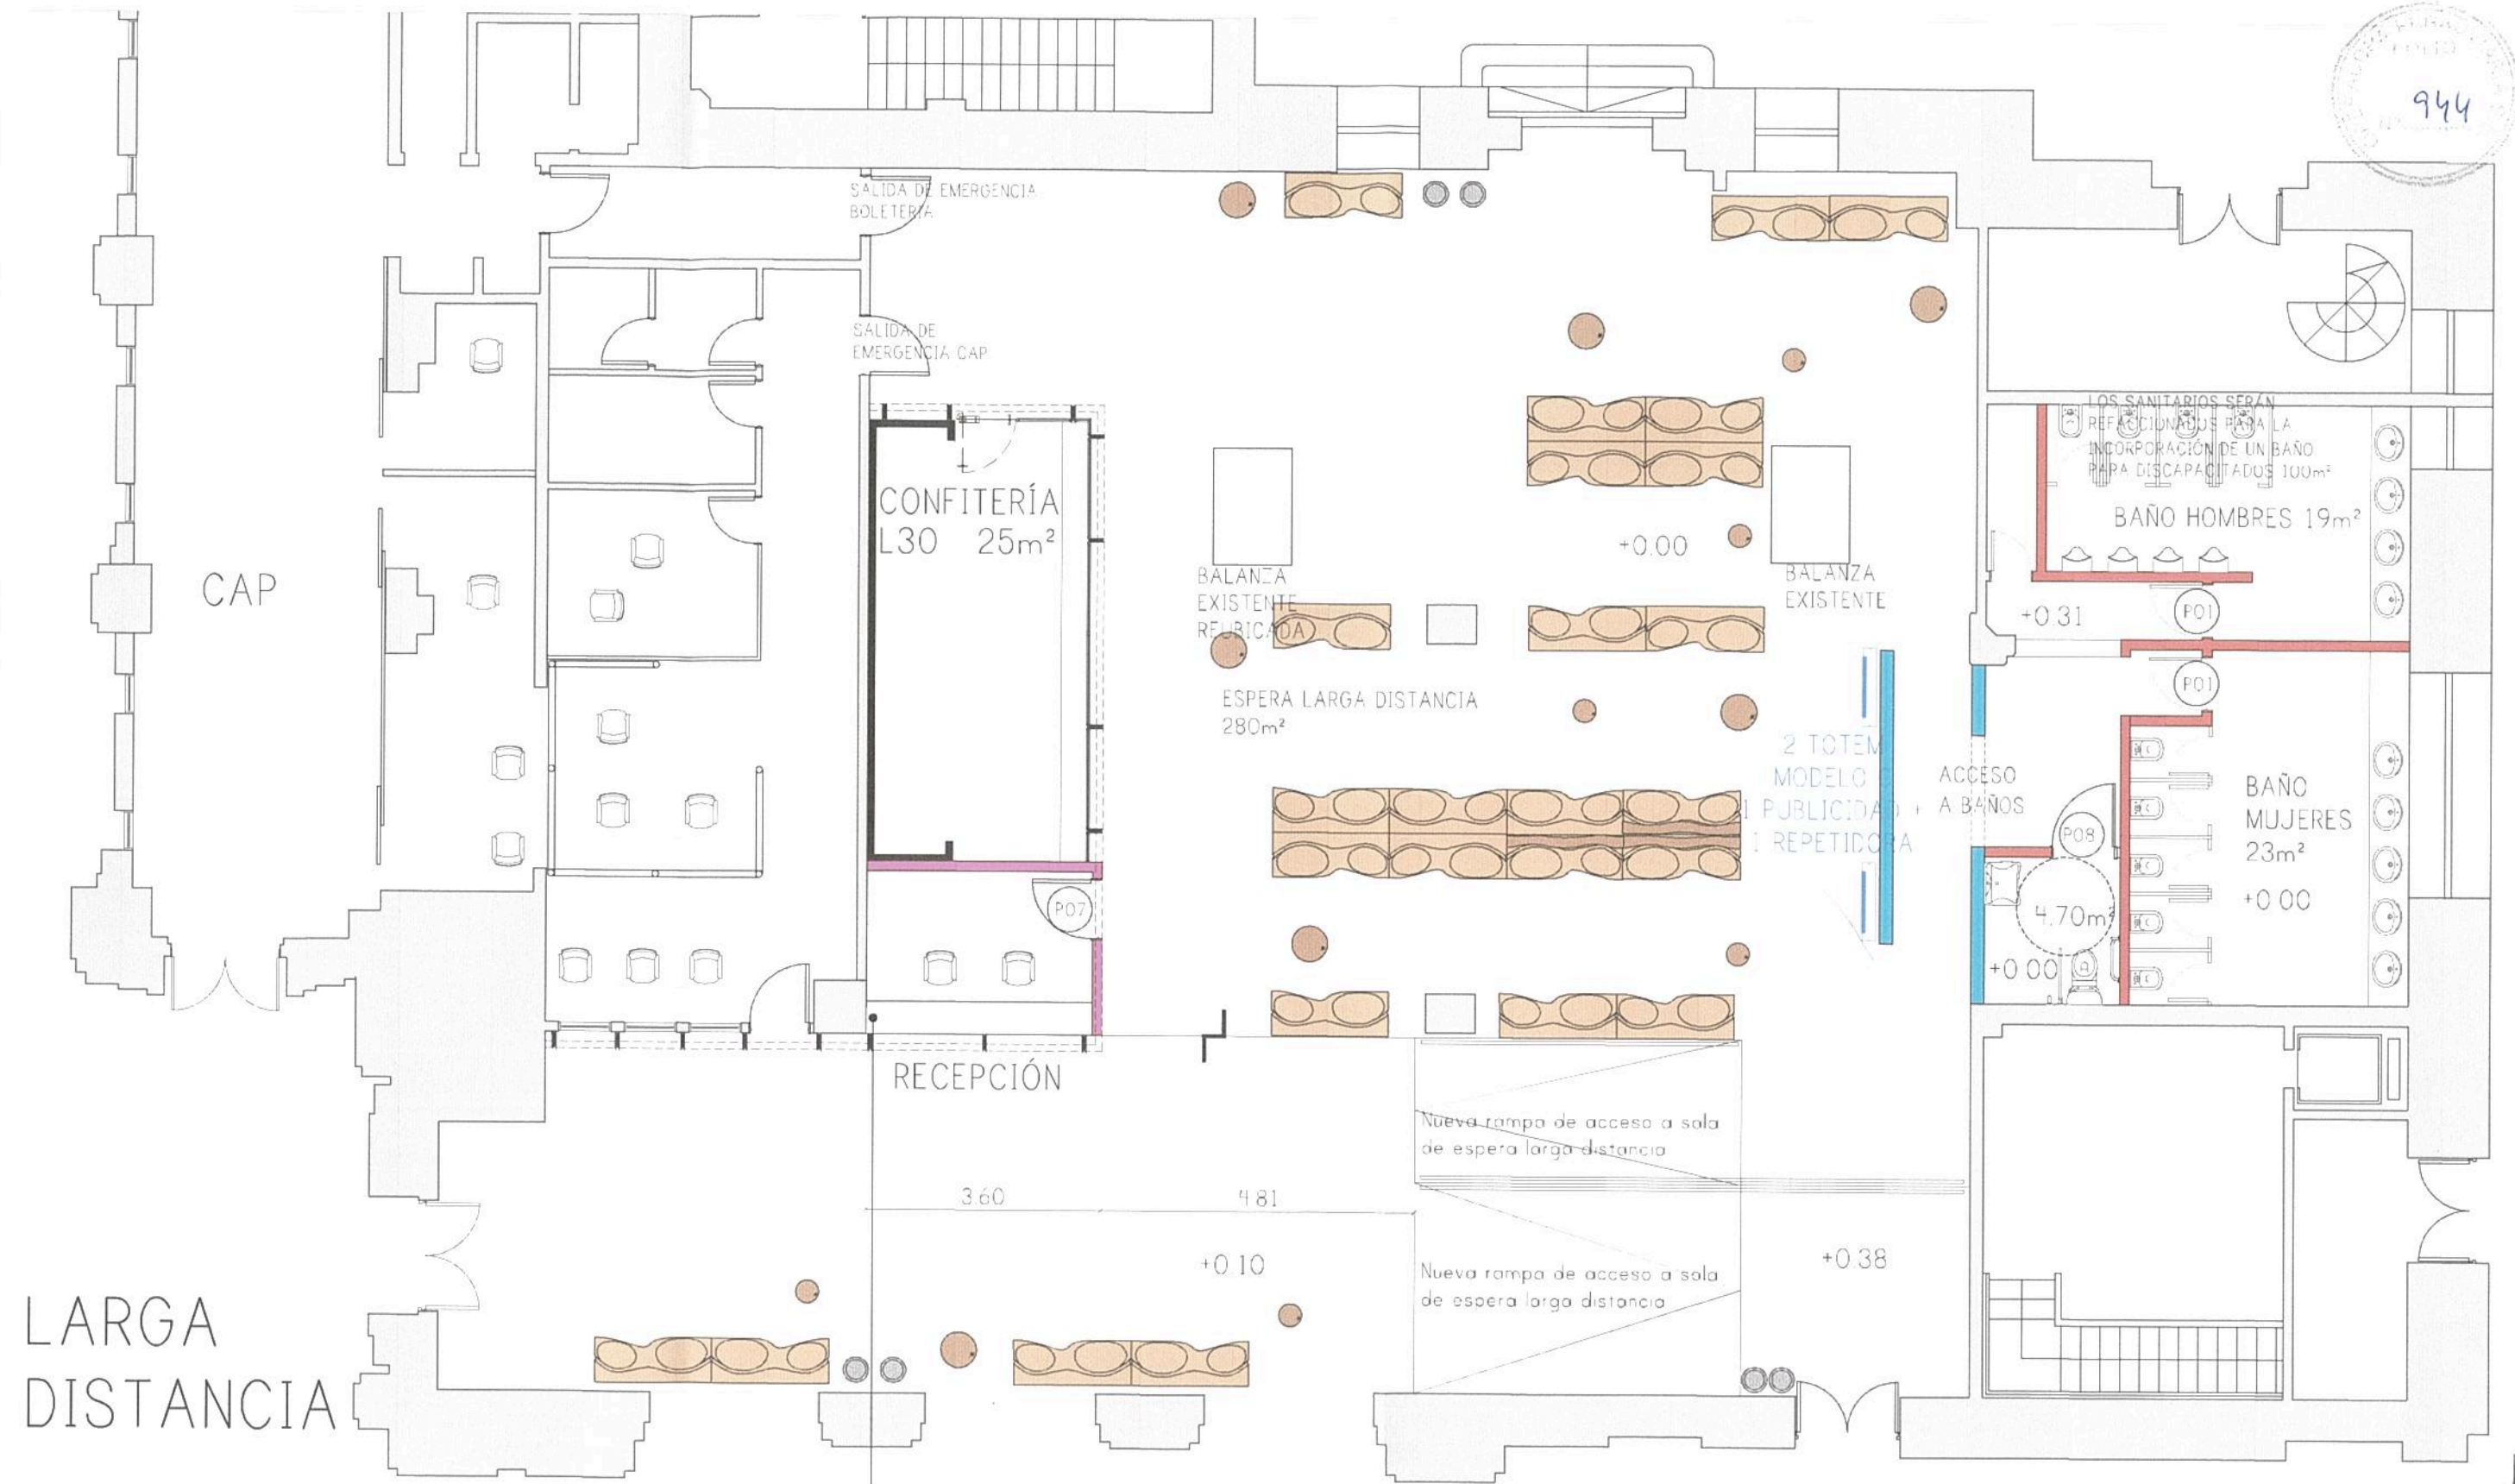 FOLIO
944
SALIDA DE EMERGENCIA
BOLETERÍA
SALIDA DE
EMERGENCIA CAP
LOS SANITARIOS SERÁN
REFACCIONADOS PARA LA
INCORPORACIÓN DE UN BAÑO
PARA DISCAPACITADOS 100m²
BAÑO HOMBRES 19m²
CONFITERÍA
L30 25m²
+0.00
BALANZA
EXISTENTE
REUBICADA
BALANZA
EXISTENTE
CAP
+0.31
P01
P01
ESPERA LARGA DISTANCIA
280m²
2 TOTEM
MODELO
1 PUBLICIDAD +
1 REPETIDORA
ACCESO
A BAÑOS
BAÑO
MUJERES
23m²
+0 00
P08
P07
4.70m²
+0 00
RECEPCIÓN
Nueva rampa de acceso a sala
de espera larga distancia
3 60
4 81
+0 10
Nueva rampa de acceso a sala
de espera larga distancia
+0 38
LARGA
DISTANCIA